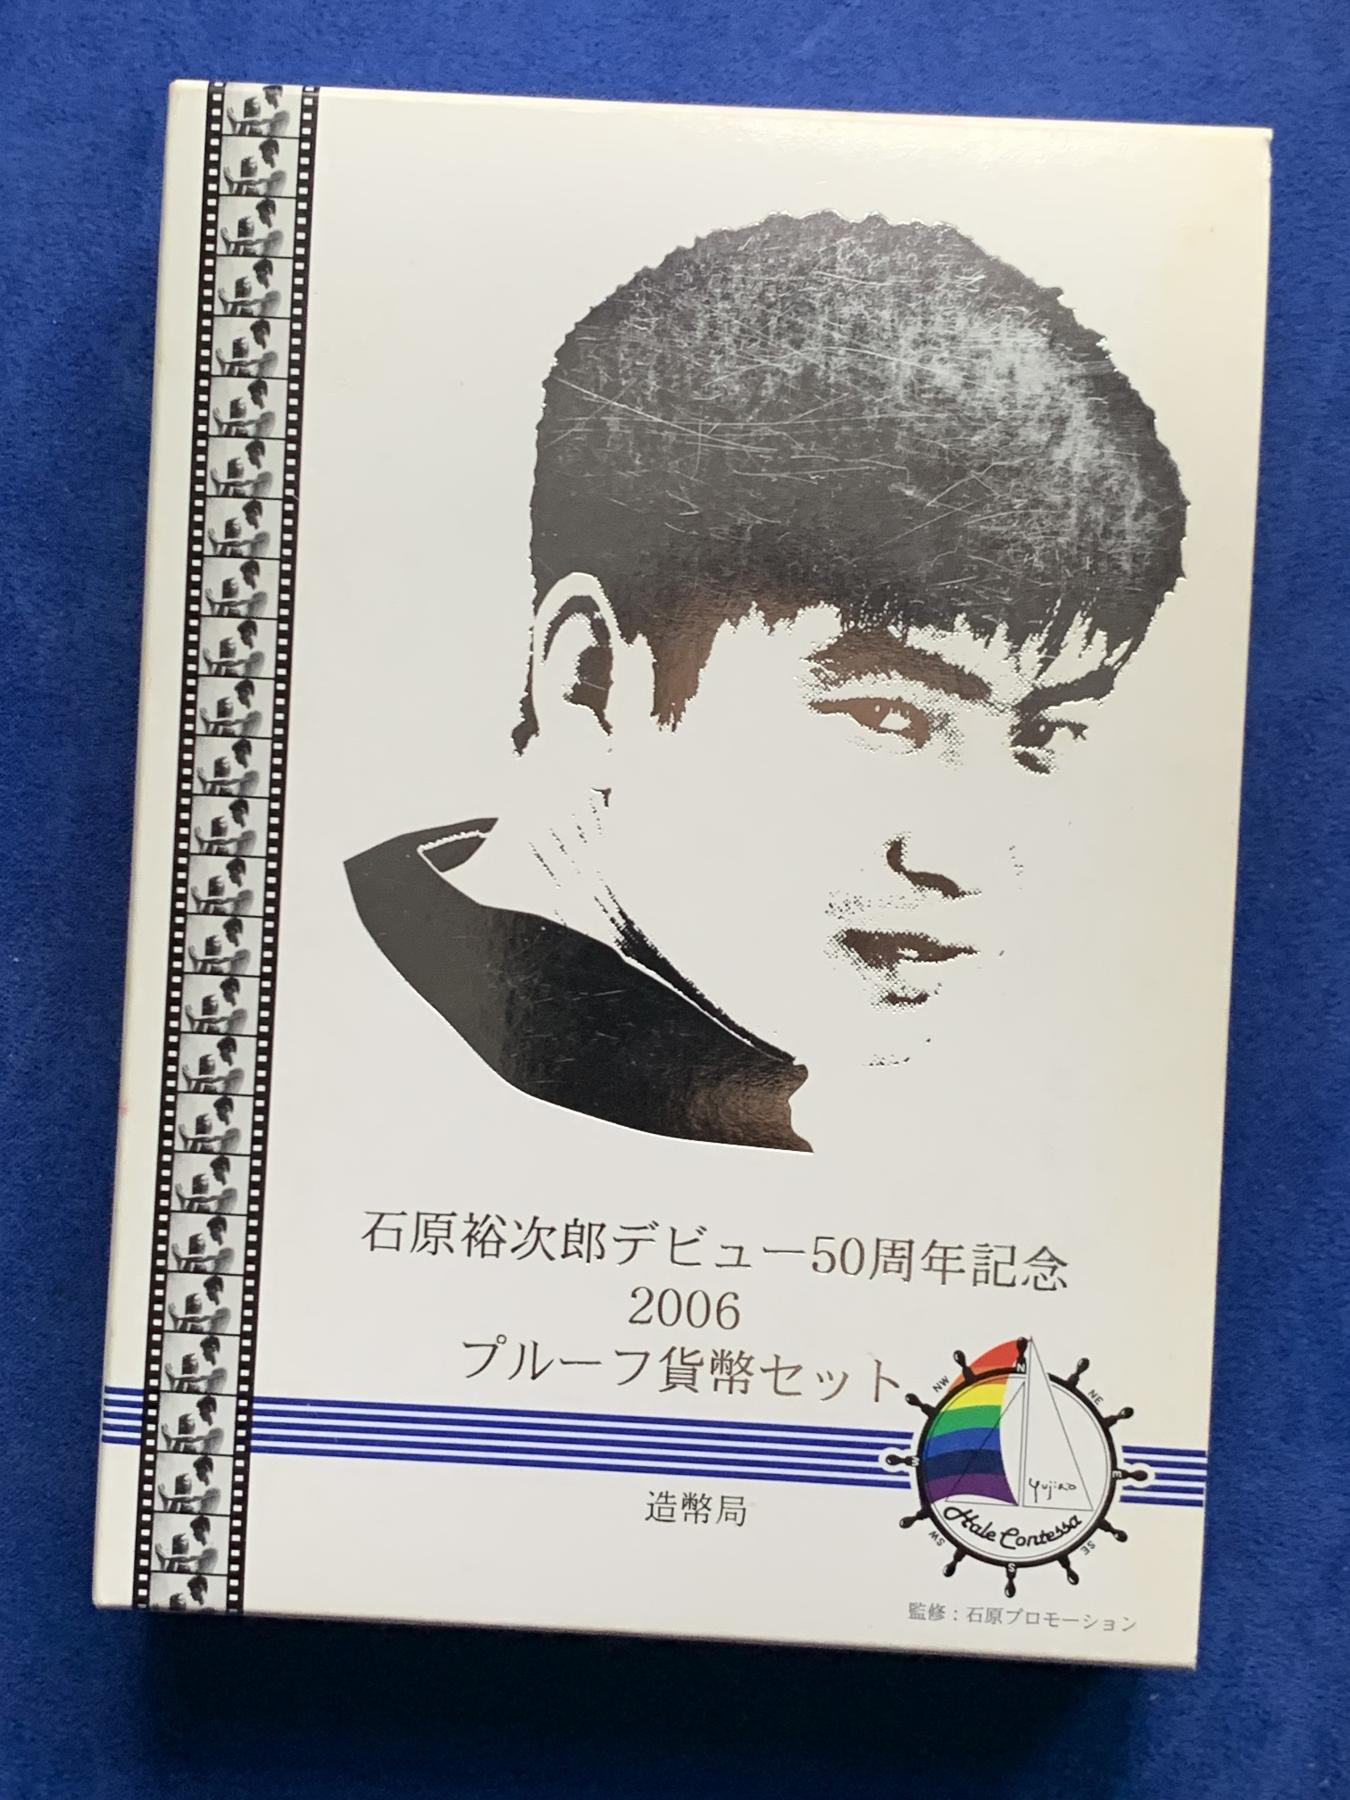 石原裕次郎デビュー50周年記念
2006
プルーフ貨幣セット
造幣局
N
NE
E
SE
S
SW
NW
Yujiro
Hale Contessa
監修：石原プロモーション